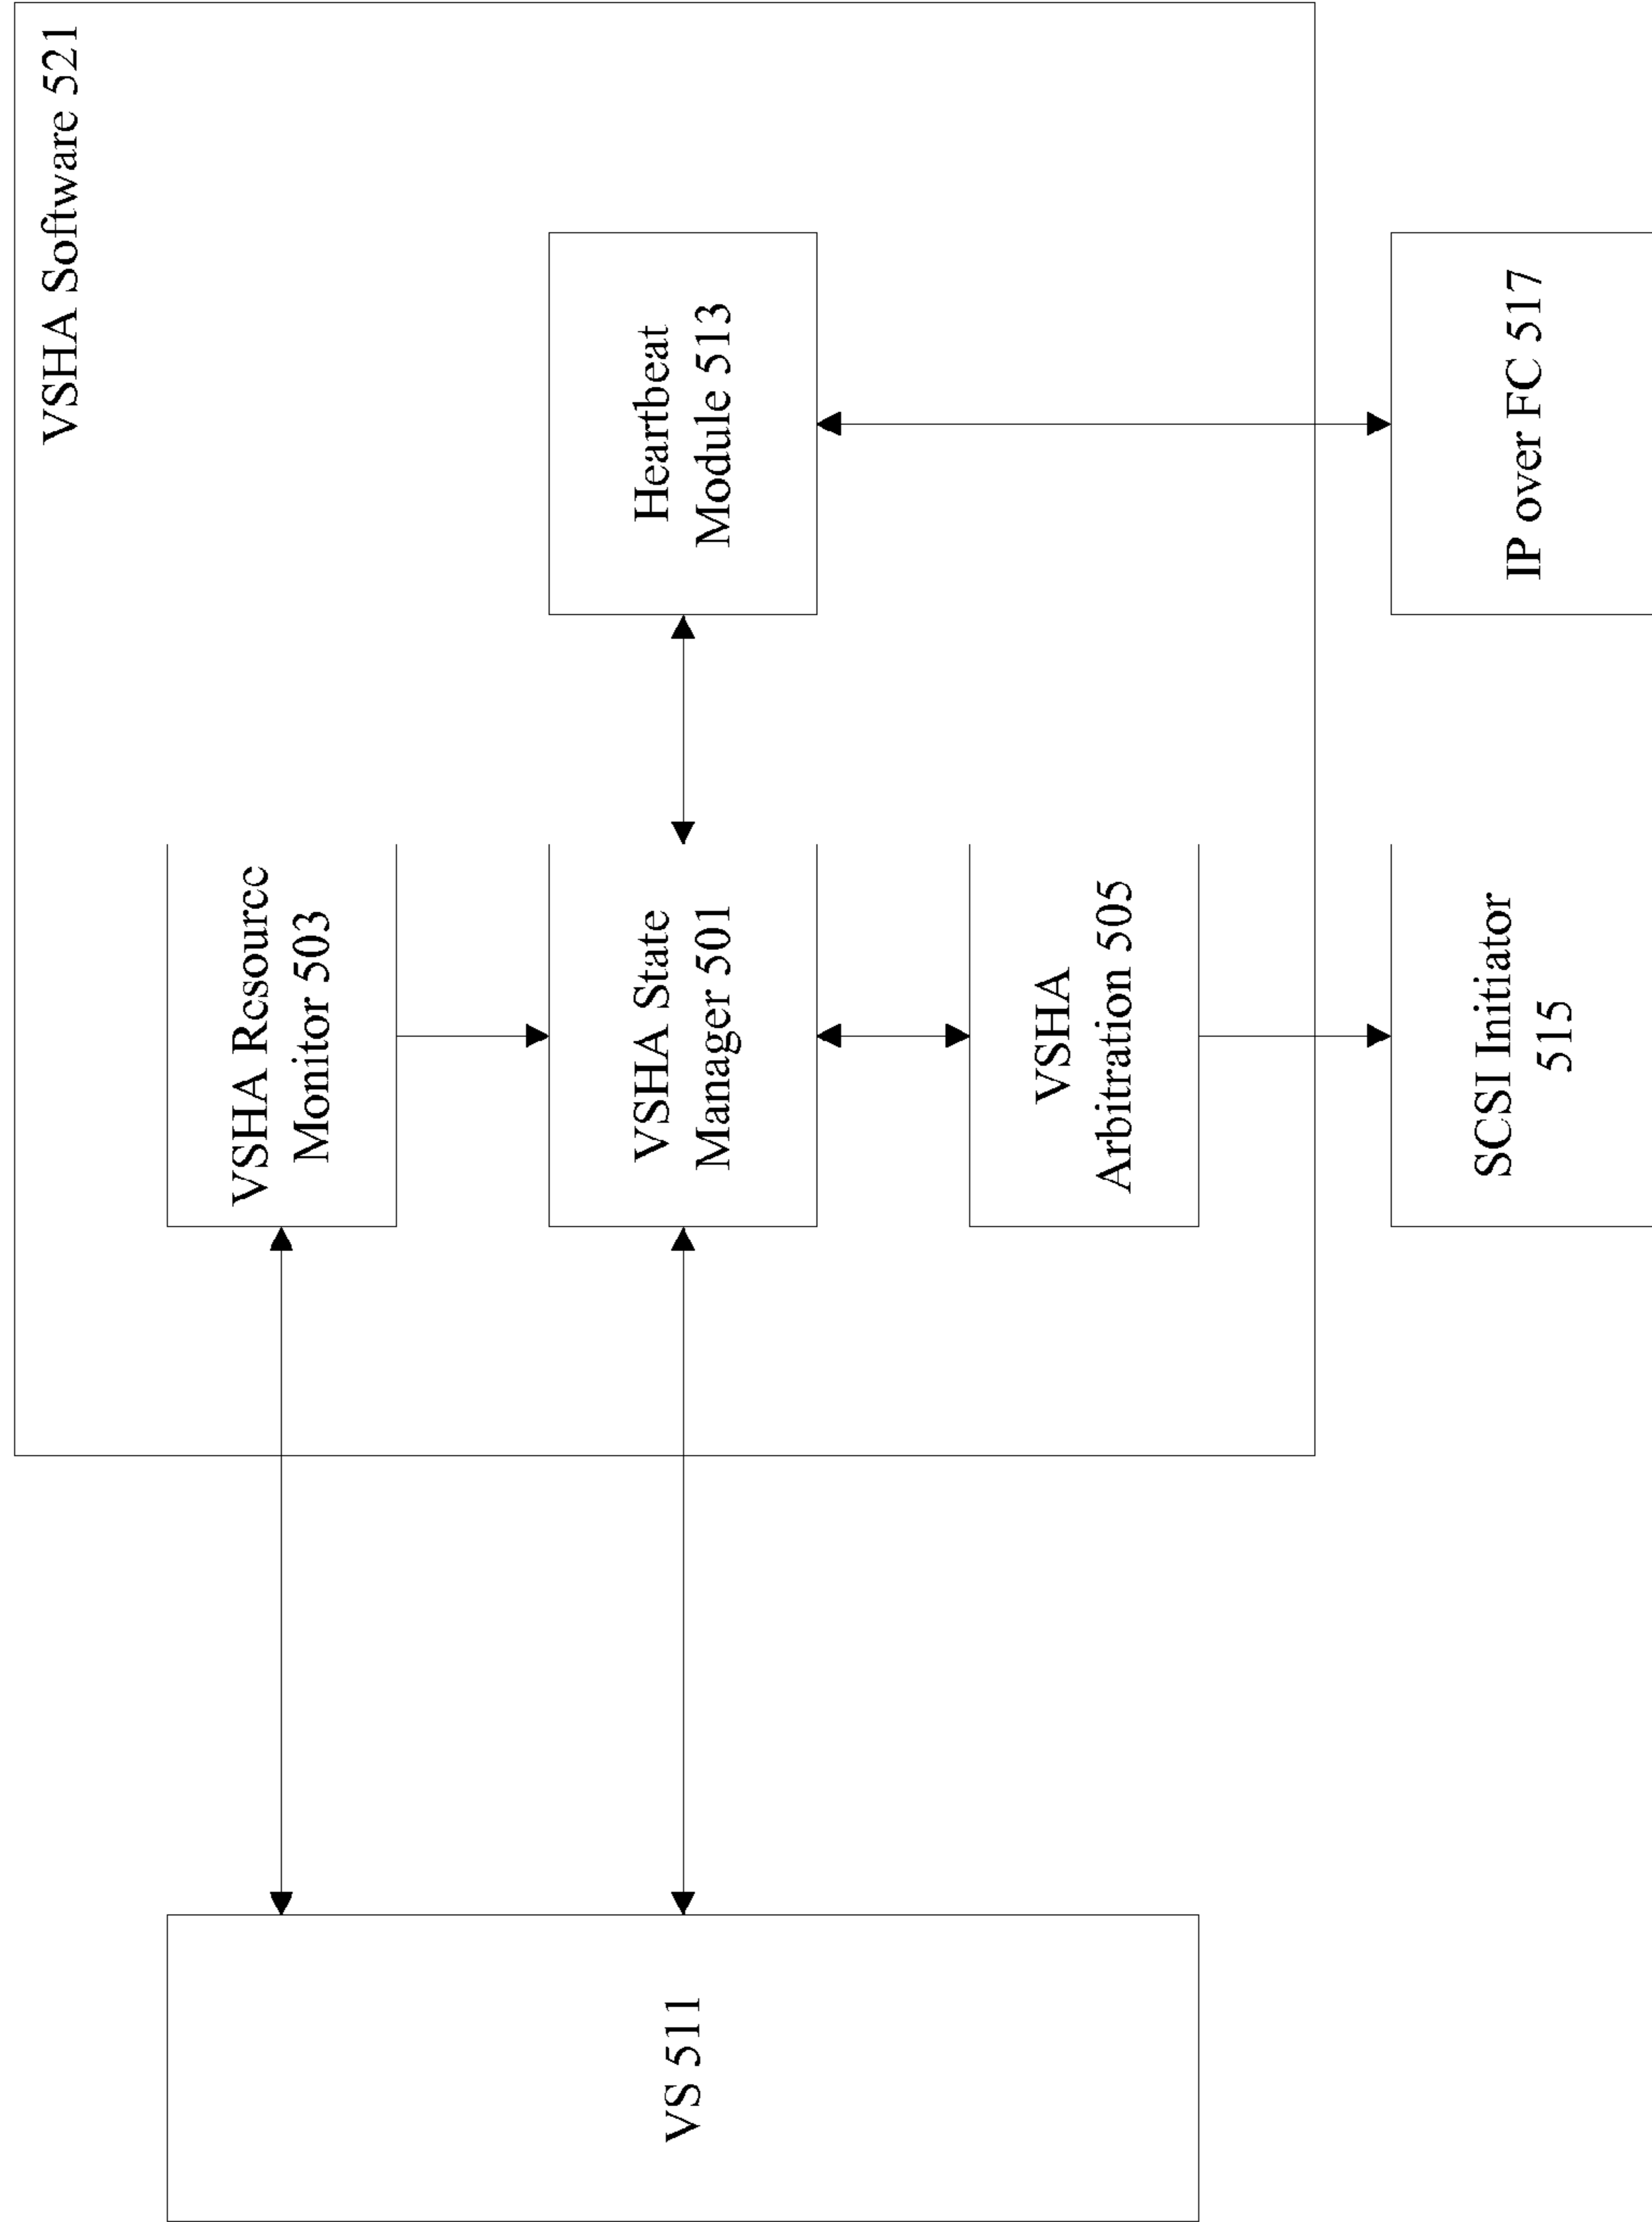 VSHA Software 521
VSHA Resource
Monitor 503
VSHA State
Manager 501
Heartbeat
Module 513
VS 511
VSHA
Arbitration 505
SCSI Initiator
515
IP over FC 517